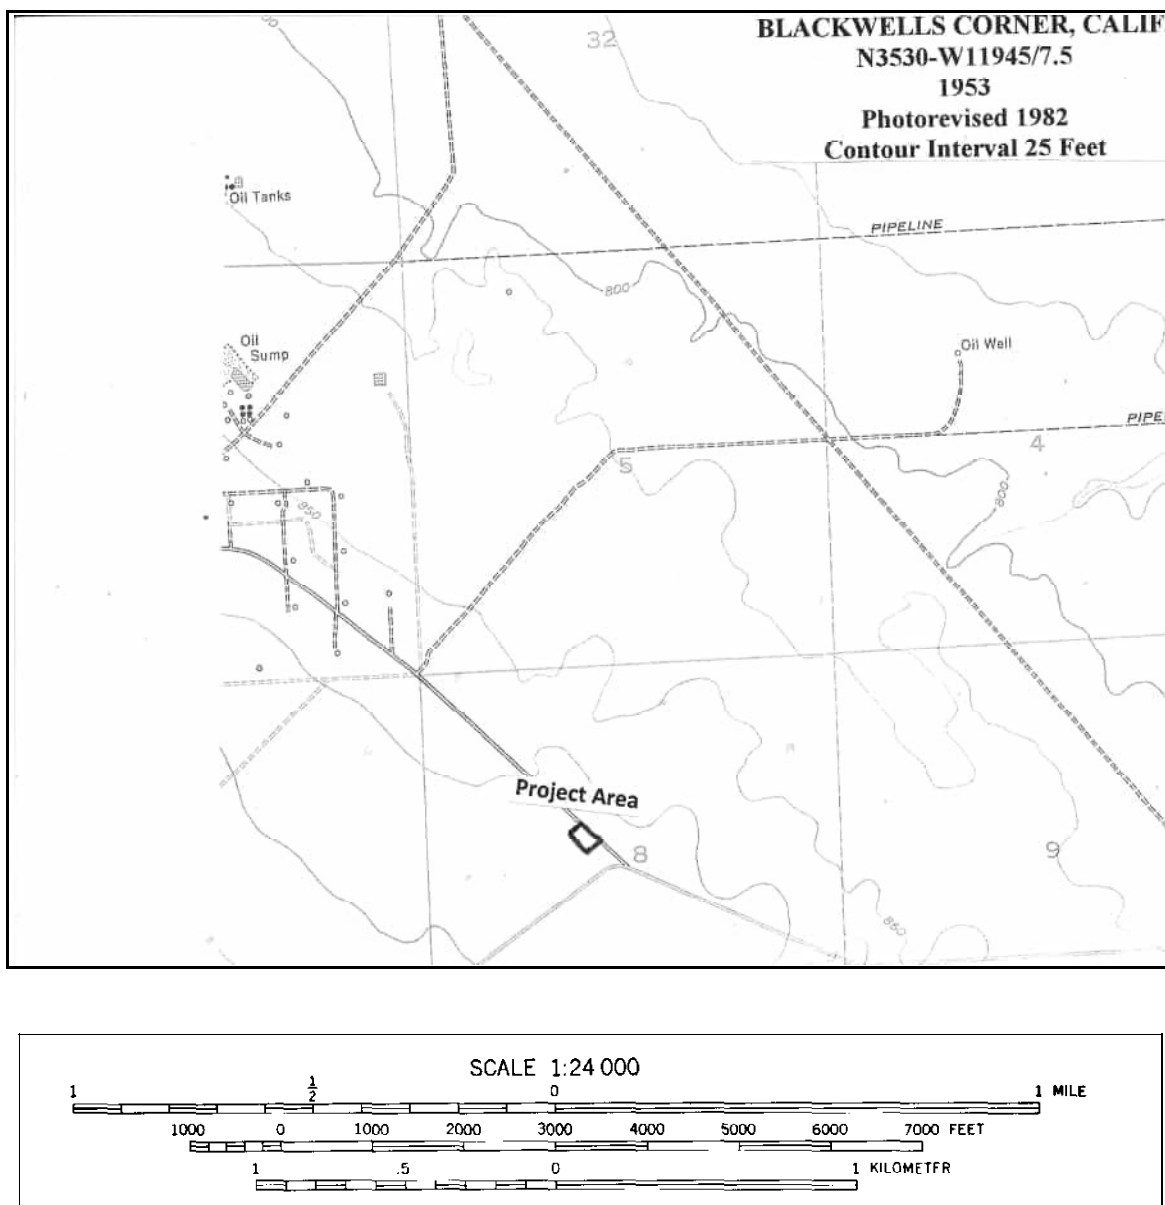 BLACKWELLS CORNER, CALIF
N3530-W11945/7.5
1953
Photorevised 1982
Contour Interval 25 Feet
800
32
Oil Tanks
PIPELINE
800
Oil
Sump
Oil Well
PIPE
5
4
850
800
Project Area
8
9
SCALE 1:24 000
1 1/2 0 1 MILE
1000 0 1000 2000 3000 4000 5000 6000 7000 FEET
1 .5 0 1 KILOMETER